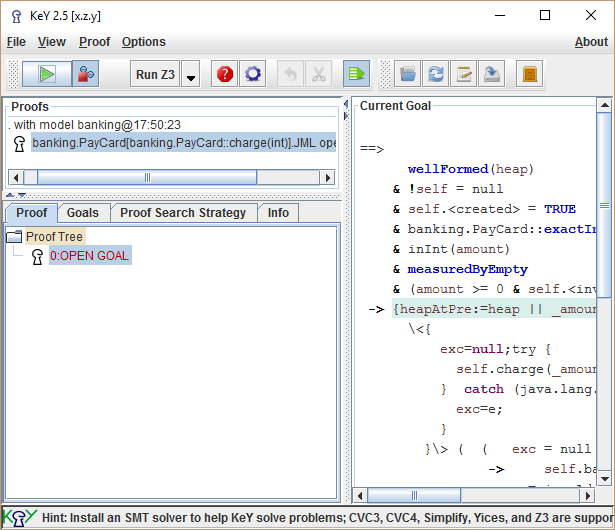 KeY 2.5 [x.z.y]
File View Proof Options About
Run Z3
Proofs
. with model banking@17:50:23
banking.PayCard[banking.PayCard::charge(int)].JML ope
Proof Goals Proof Search Strategy Info
Proof Tree
0:OPEN GOAL
Current Goal
==>
wellFormed(heap)
& !self = null
& self.<created> = TRUE
& banking.PayCard::exactIn
& inInt(amount)
& measuredByEmpty
& (amount >= 0 & self.<inv
-> {heapAtPre:=heap || _amoun
\<{
exc=null;try {
self.charge(_amoun
} catch (java.lang.
exc=e;
}
}\> ( ( exc = null
-> self.ba
KeY Hint: Install an SMT solver to help KeY solve problems; CVC3, CVC4, Simplify, Yices, and Z3 are suppo